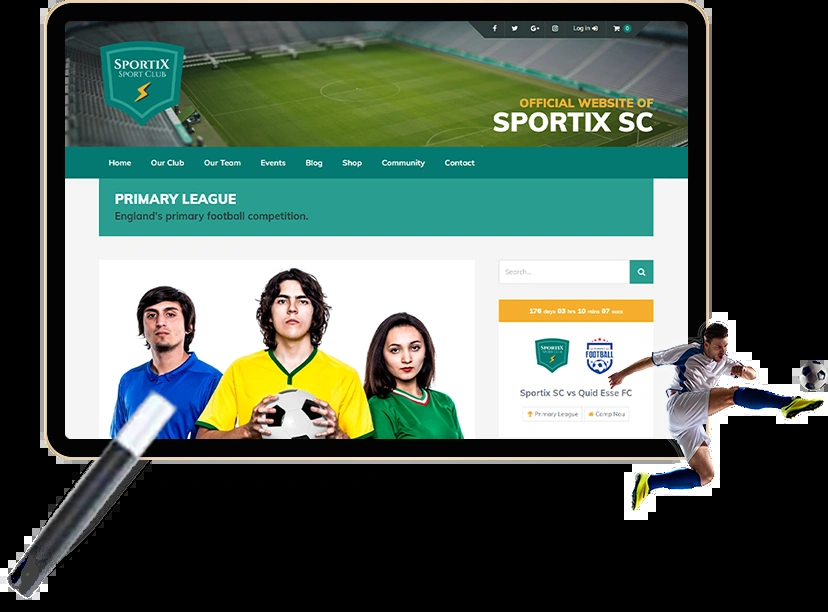 Log in
0
SPORTIX
SPORT CLUB
OFFICIAL WEBSITE OF
SPORTIX SC
Home Our Club Our Team Events Blog Shop Community Contact
PRIMARY LEAGUE
England's primary football competition.
Search...
176 days 03 hrs 10 mins 07 secs
SPORTIX
SPORT CLUB
FOOTBALL
Sportix SC vs Quid Esse FC
Primary League Camp Nou